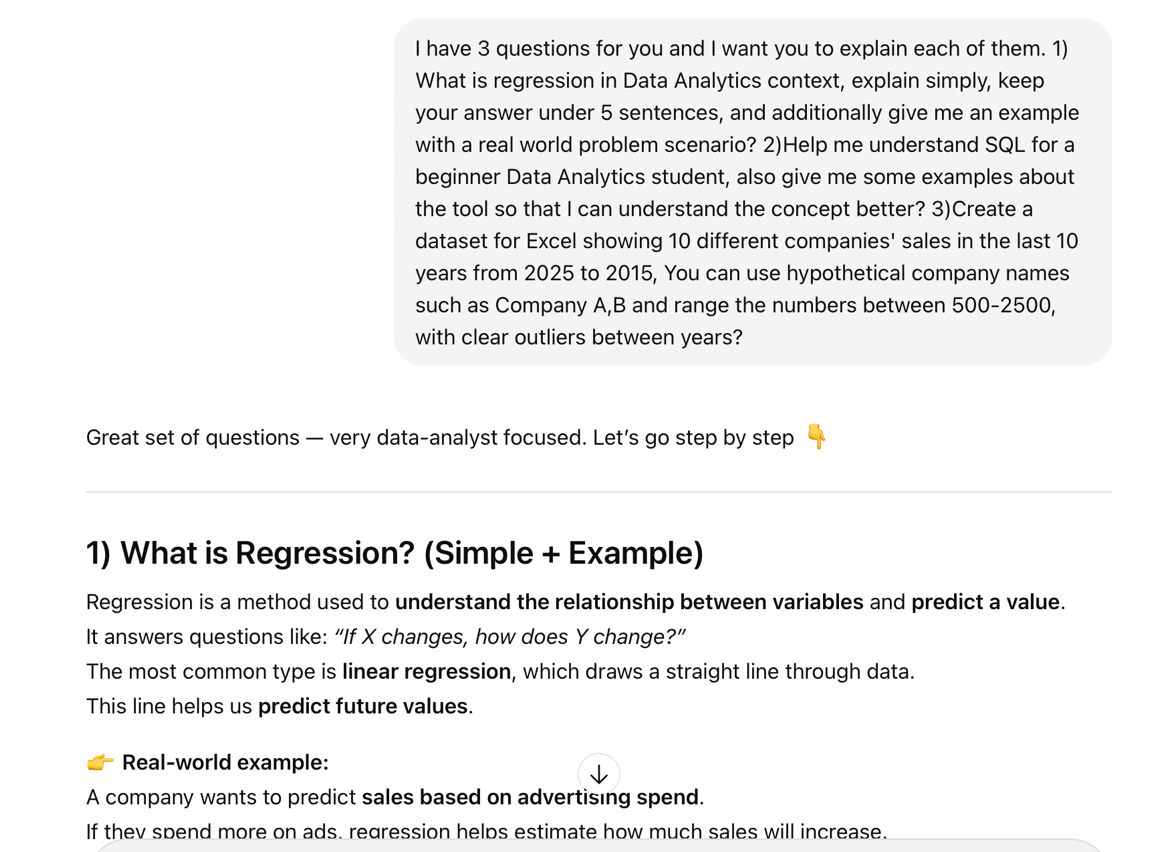 I have 3 questions for you and I want you to explain each of them. 1)
What is regression in Data Analytics context, explain simply, keep
your answer under 5 sentences, and additionally give me an example
with a real world problem scenario? 2)Help me understand SQL for a
beginner Data Analytics student, also give me some examples about
the tool so that I can understand the concept better? 3)Create a
dataset for Excel showing 10 different companies' sales in the last 10
years from 2025 to 2015, You can use hypothetical company names
such as Company A,B and range the numbers between 500-2500,
with clear outliers between years?
Great set of questions — very data-analyst focused. Let’s go step by step 👇
1) What is Regression? (Simple + Example)
Regression is a method used to understand the relationship between variables and predict a value.
It answers questions like: “If X changes, how does Y change?”
The most common type is linear regression, which draws a straight line through data.
This line helps us predict future values.
👉 Real-world example:
A company wants to predict sales based on advertising spend.
If they spend more on ads, regression helps estimate how much sales will increase.